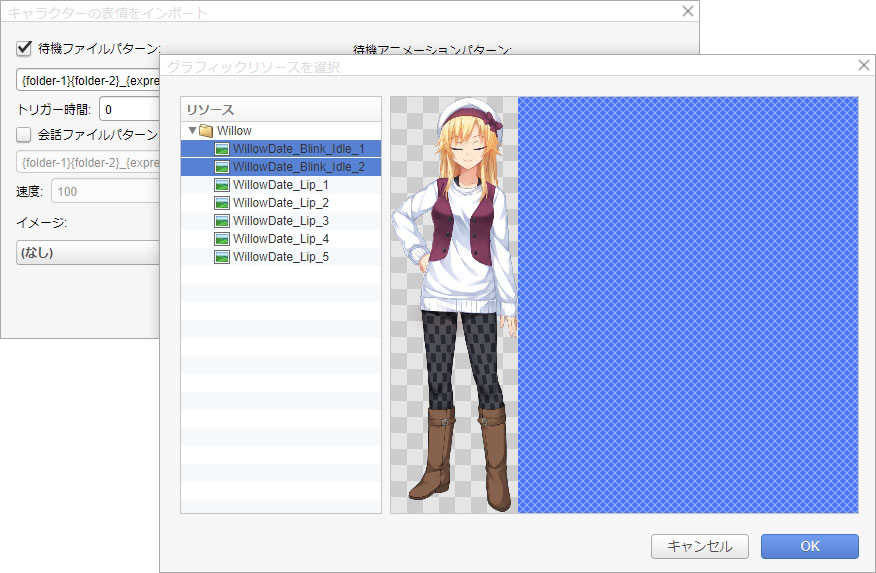 キャラクターの表情をインポート
待機ファイルパターン:
待機アニメーションパターン:
{folder-1}{folder-2}_{expre
トリガー時間: 0
会話ファイルパターン
{folder-1}{folder-2}_{expre
速度: 100
イメージ:
(なし)
グラフィックリソースを選択
リソース
Willow
WillowDate_Blink_Idle_1
WillowDate_Blink_Idle_2
WillowDate_Lip_1
WillowDate_Lip_2
WillowDate_Lip_3
WillowDate_Lip_4
WillowDate_Lip_5
キャンセル
OK